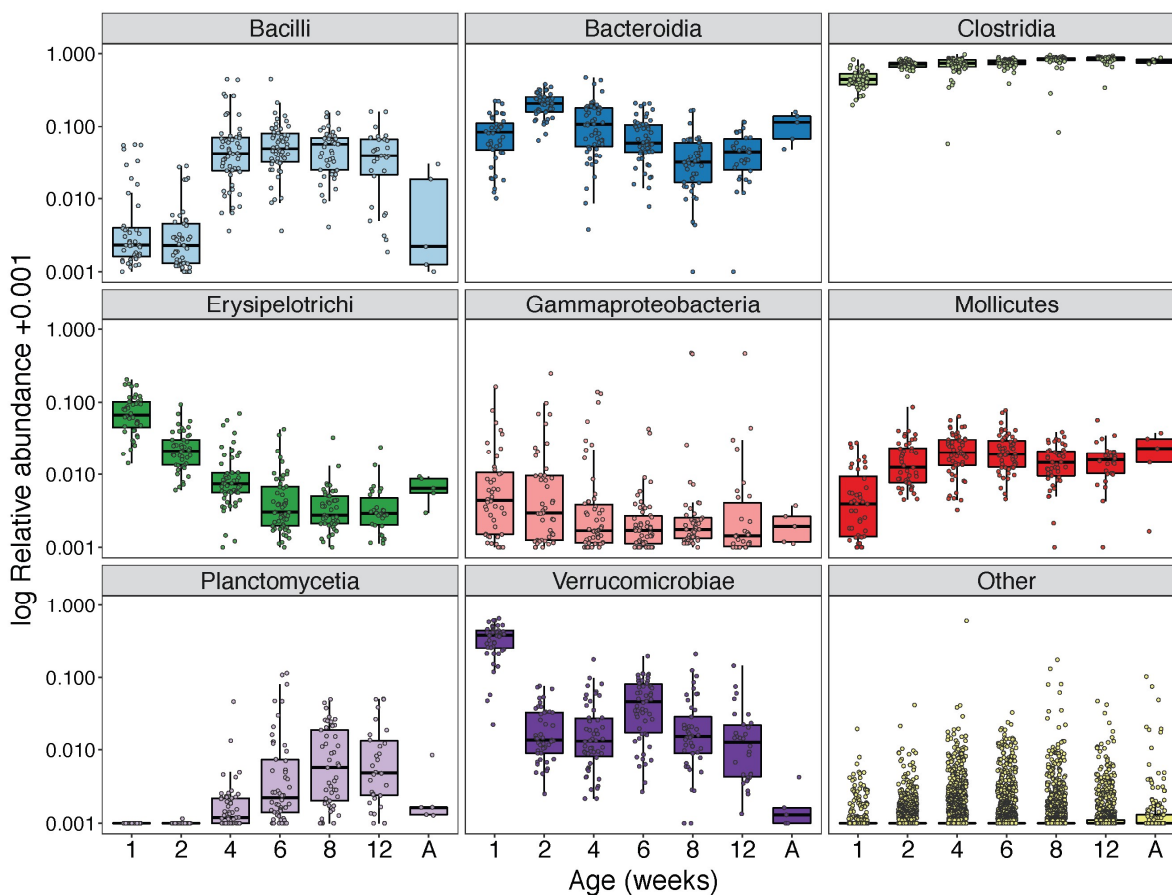 Bacilli Bacteroidia Clostridia
1.000
0.100
0.010
0.001
Erysipelotrichi Gammaproteobacteria Mollicutes
1.000
0.100
0.010
0.001
Planctomycetia Verrucomicrobiae Other
1.000
0.100
0.010
0.001
1 2 4 6 8 12 A 1 2 4 6 8 12 A 1 2 4 6 8 12 A
Age (weeks)
log Relative abundance +0.001